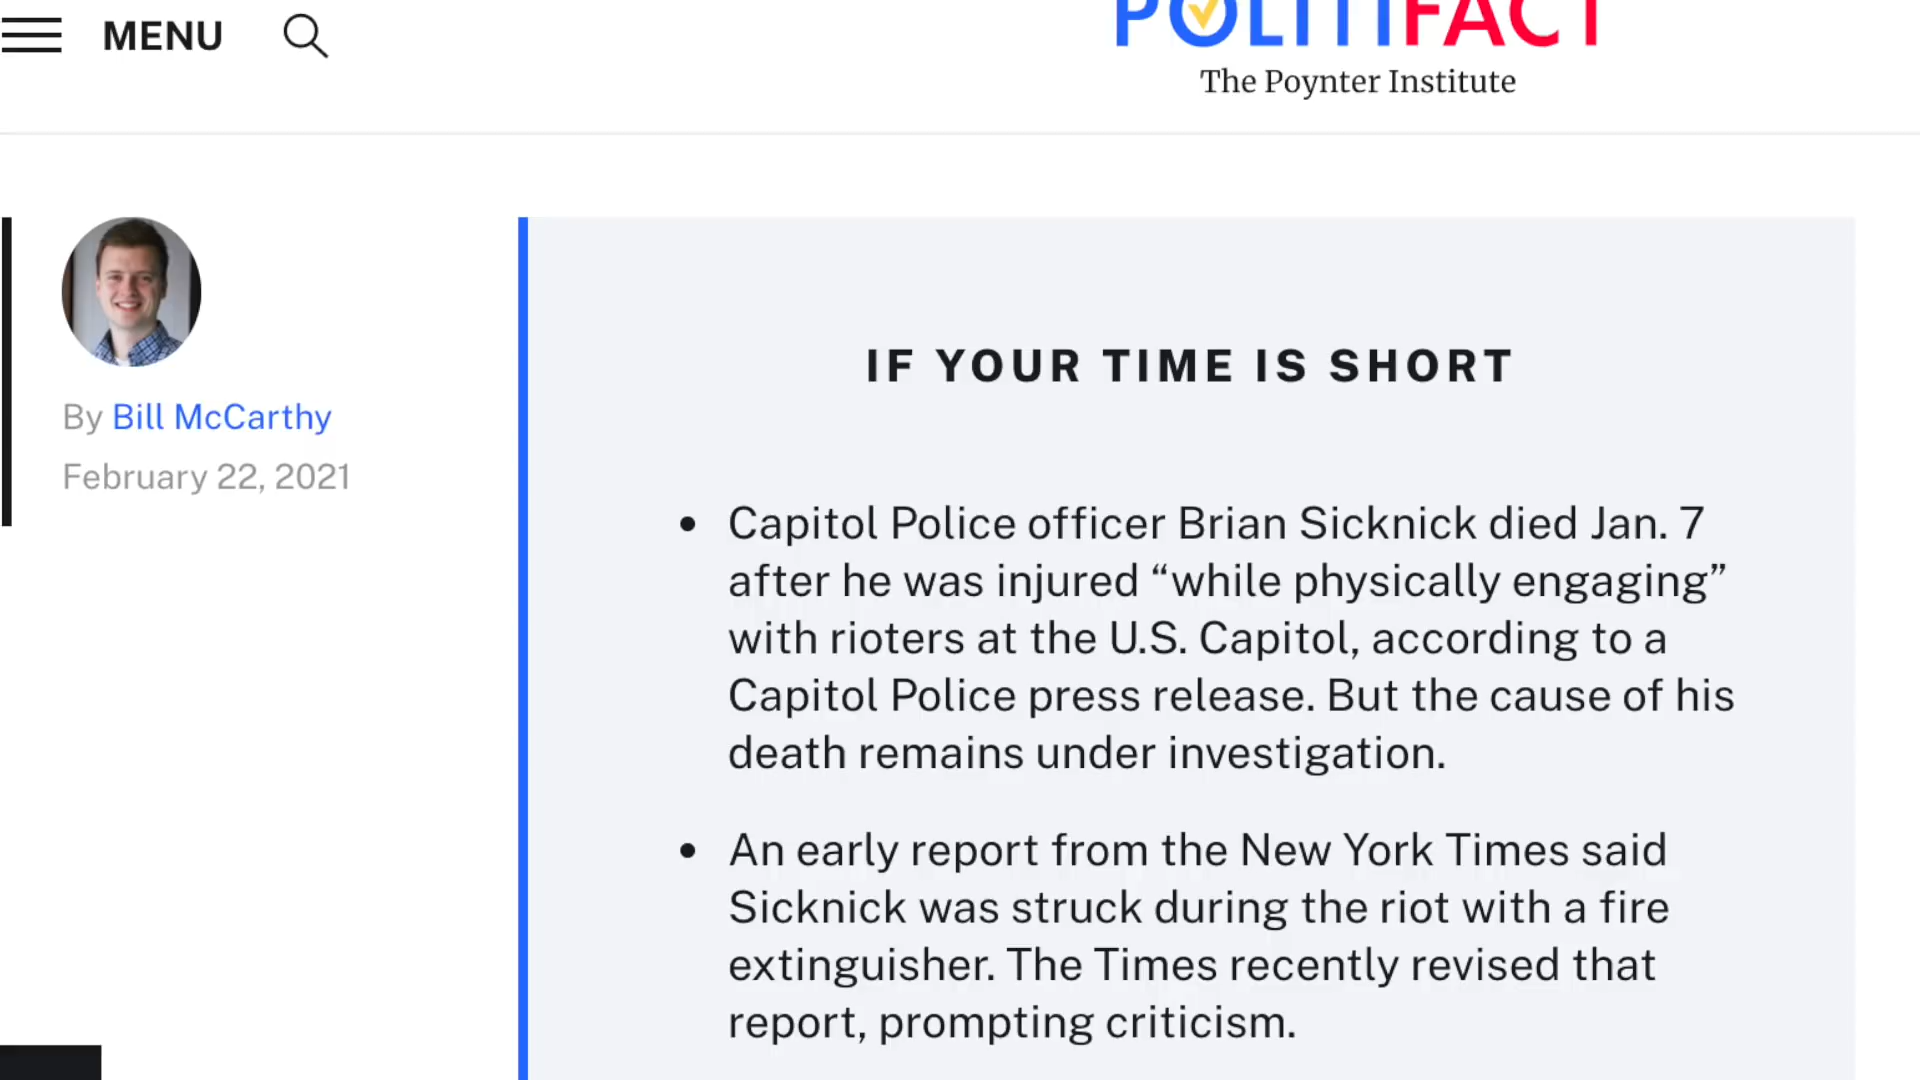 MENU
POLITIFACT
The Poynter Institute
By Bill McCarthy
February 22, 2021
IF YOUR TIME IS SHORT
• Capitol Police officer Brian Sicknick died Jan. 7
after he was injured “while physically engaging”
with rioters at the U.S. Capitol, according to a
Capitol Police press release. But the cause of his
death remains under investigation.
• An early report from the New York Times said
Sicknick was struck during the riot with a fire
extinguisher. The Times recently revised that
report, prompting criticism.